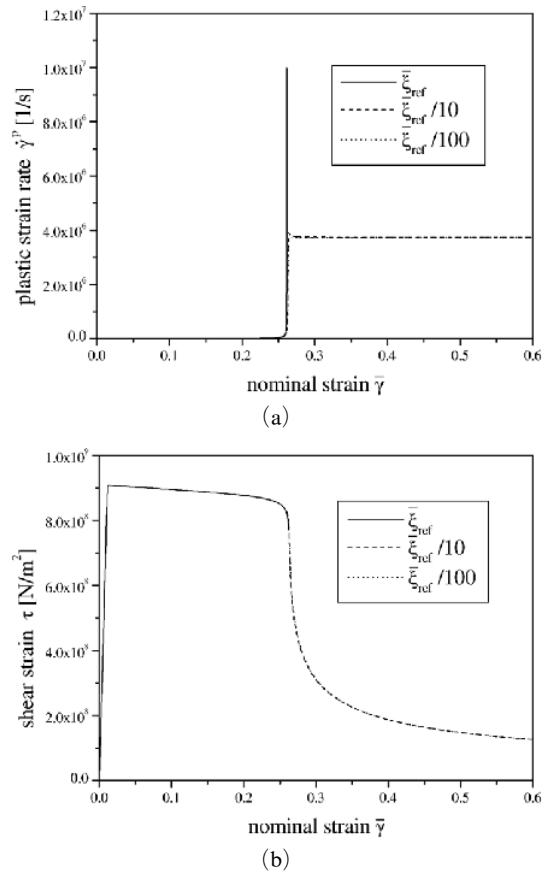 1.2x10⁷
1.0x10⁷
8.0x10⁶
6.0x10⁶
4.0x10⁶
2.0x10⁶
0.0
plastic strain rate γ̇ᵖ [1/s]
ξ̄ref
ξ̄ref /10
ξ̄ref /100
0.0 0.1 0.2 0.3 0.4 0.5 0.6
nominal strain γ̄
(a)
1.0x10⁹
8.0x10⁸
6.0x10⁸
4.0x10⁸
2.0x10⁸
0.0
shear strain τ [N/m²]
ξ̄ref
ξ̄ref /10
ξ̄ref /100
0.0 0.1 0.2 0.3 0.4 0.5 0.6
nominal strain γ̄
(b)